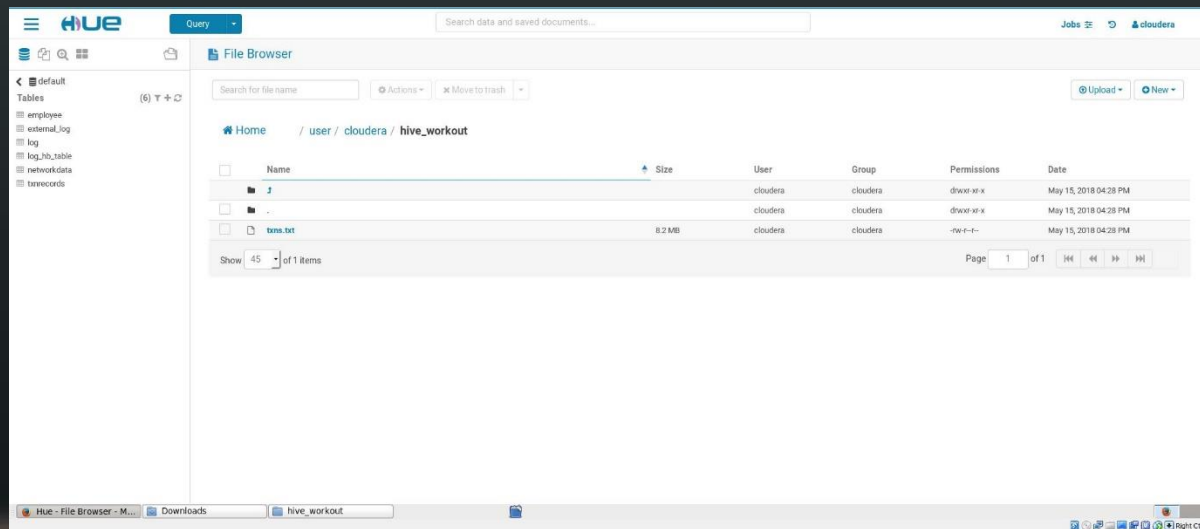 HUE Query Search data and saved documents... Jobs cloudera
File Browser
default
Tables (6)
employee
external_log
log
log_hb_table
networkdata
txnrecords
Search for file name Actions Move to trash Upload New
Home / user / cloudera / hive_workout
Name Size User Group Permissions Date
cloudera cloudera drwxr-xr-x May 15, 2018 04:28 PM
. cloudera cloudera drwxr-xr-x May 15, 2018 04:28 PM
txns.txt 8.2 MB cloudera cloudera -rw-r--r-- May 15, 2018 04:28 PM
Show 45 of 1 items Page 1 of 1
Hue - File Browser - M... Downloads hive_workout
Right C